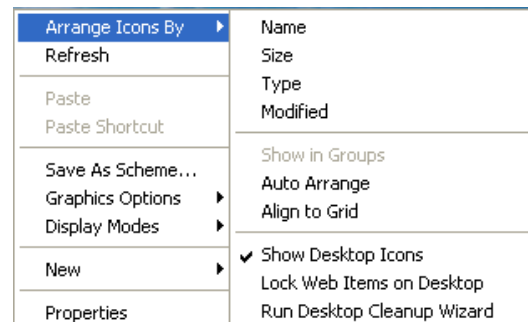 Arrange Icons By
Refresh
Paste
Paste Shortcut
Save As Scheme...
Graphics Options
Display Modes
New
Properties
Name
Size
Type
Modified
Show in Groups
Auto Arrange
Align to Grid
Show Desktop Icons
Lock Web Items on Desktop
Run Desktop Cleanup Wizard